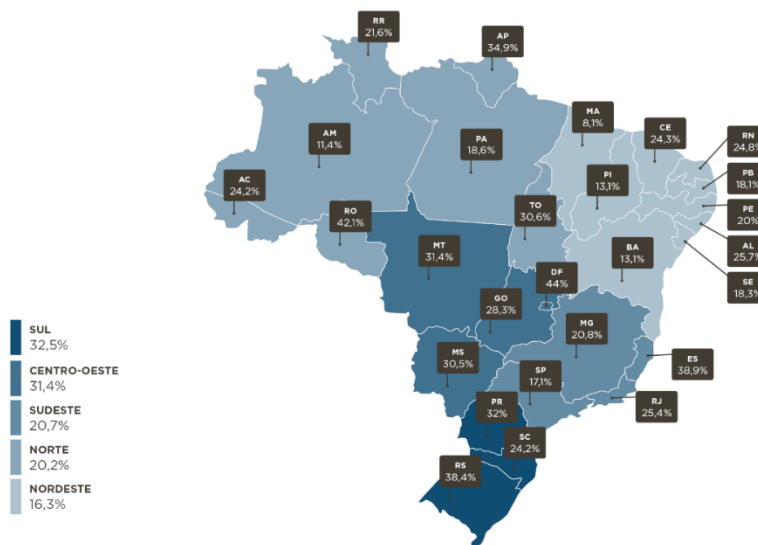 RR
21,6%
AP
34,9%
MA
8,1%
CE
24,3%
RN
24,8%
AM
11,4%
PA
18,6%
PB
18,1%
PI
13,1%
AC
24,2%
TO
30,6%
PE
20%
RO
42,1%
AL
25,7%
MT
31,4%
BA
13,1%
DF
44%
SE
18,3%
GO
28,3%
MG
20,8%
ES
38,9%
MS
30,5%
SP
17,1%
RJ
25,4%
PR
32%
SC
24,2%
RS
38,4%
SUL
32,5%
CENTRO-OESTE
31,4%
SUDESTE
20,7%
NORTE
20,2%
NORDESTE
16,3%